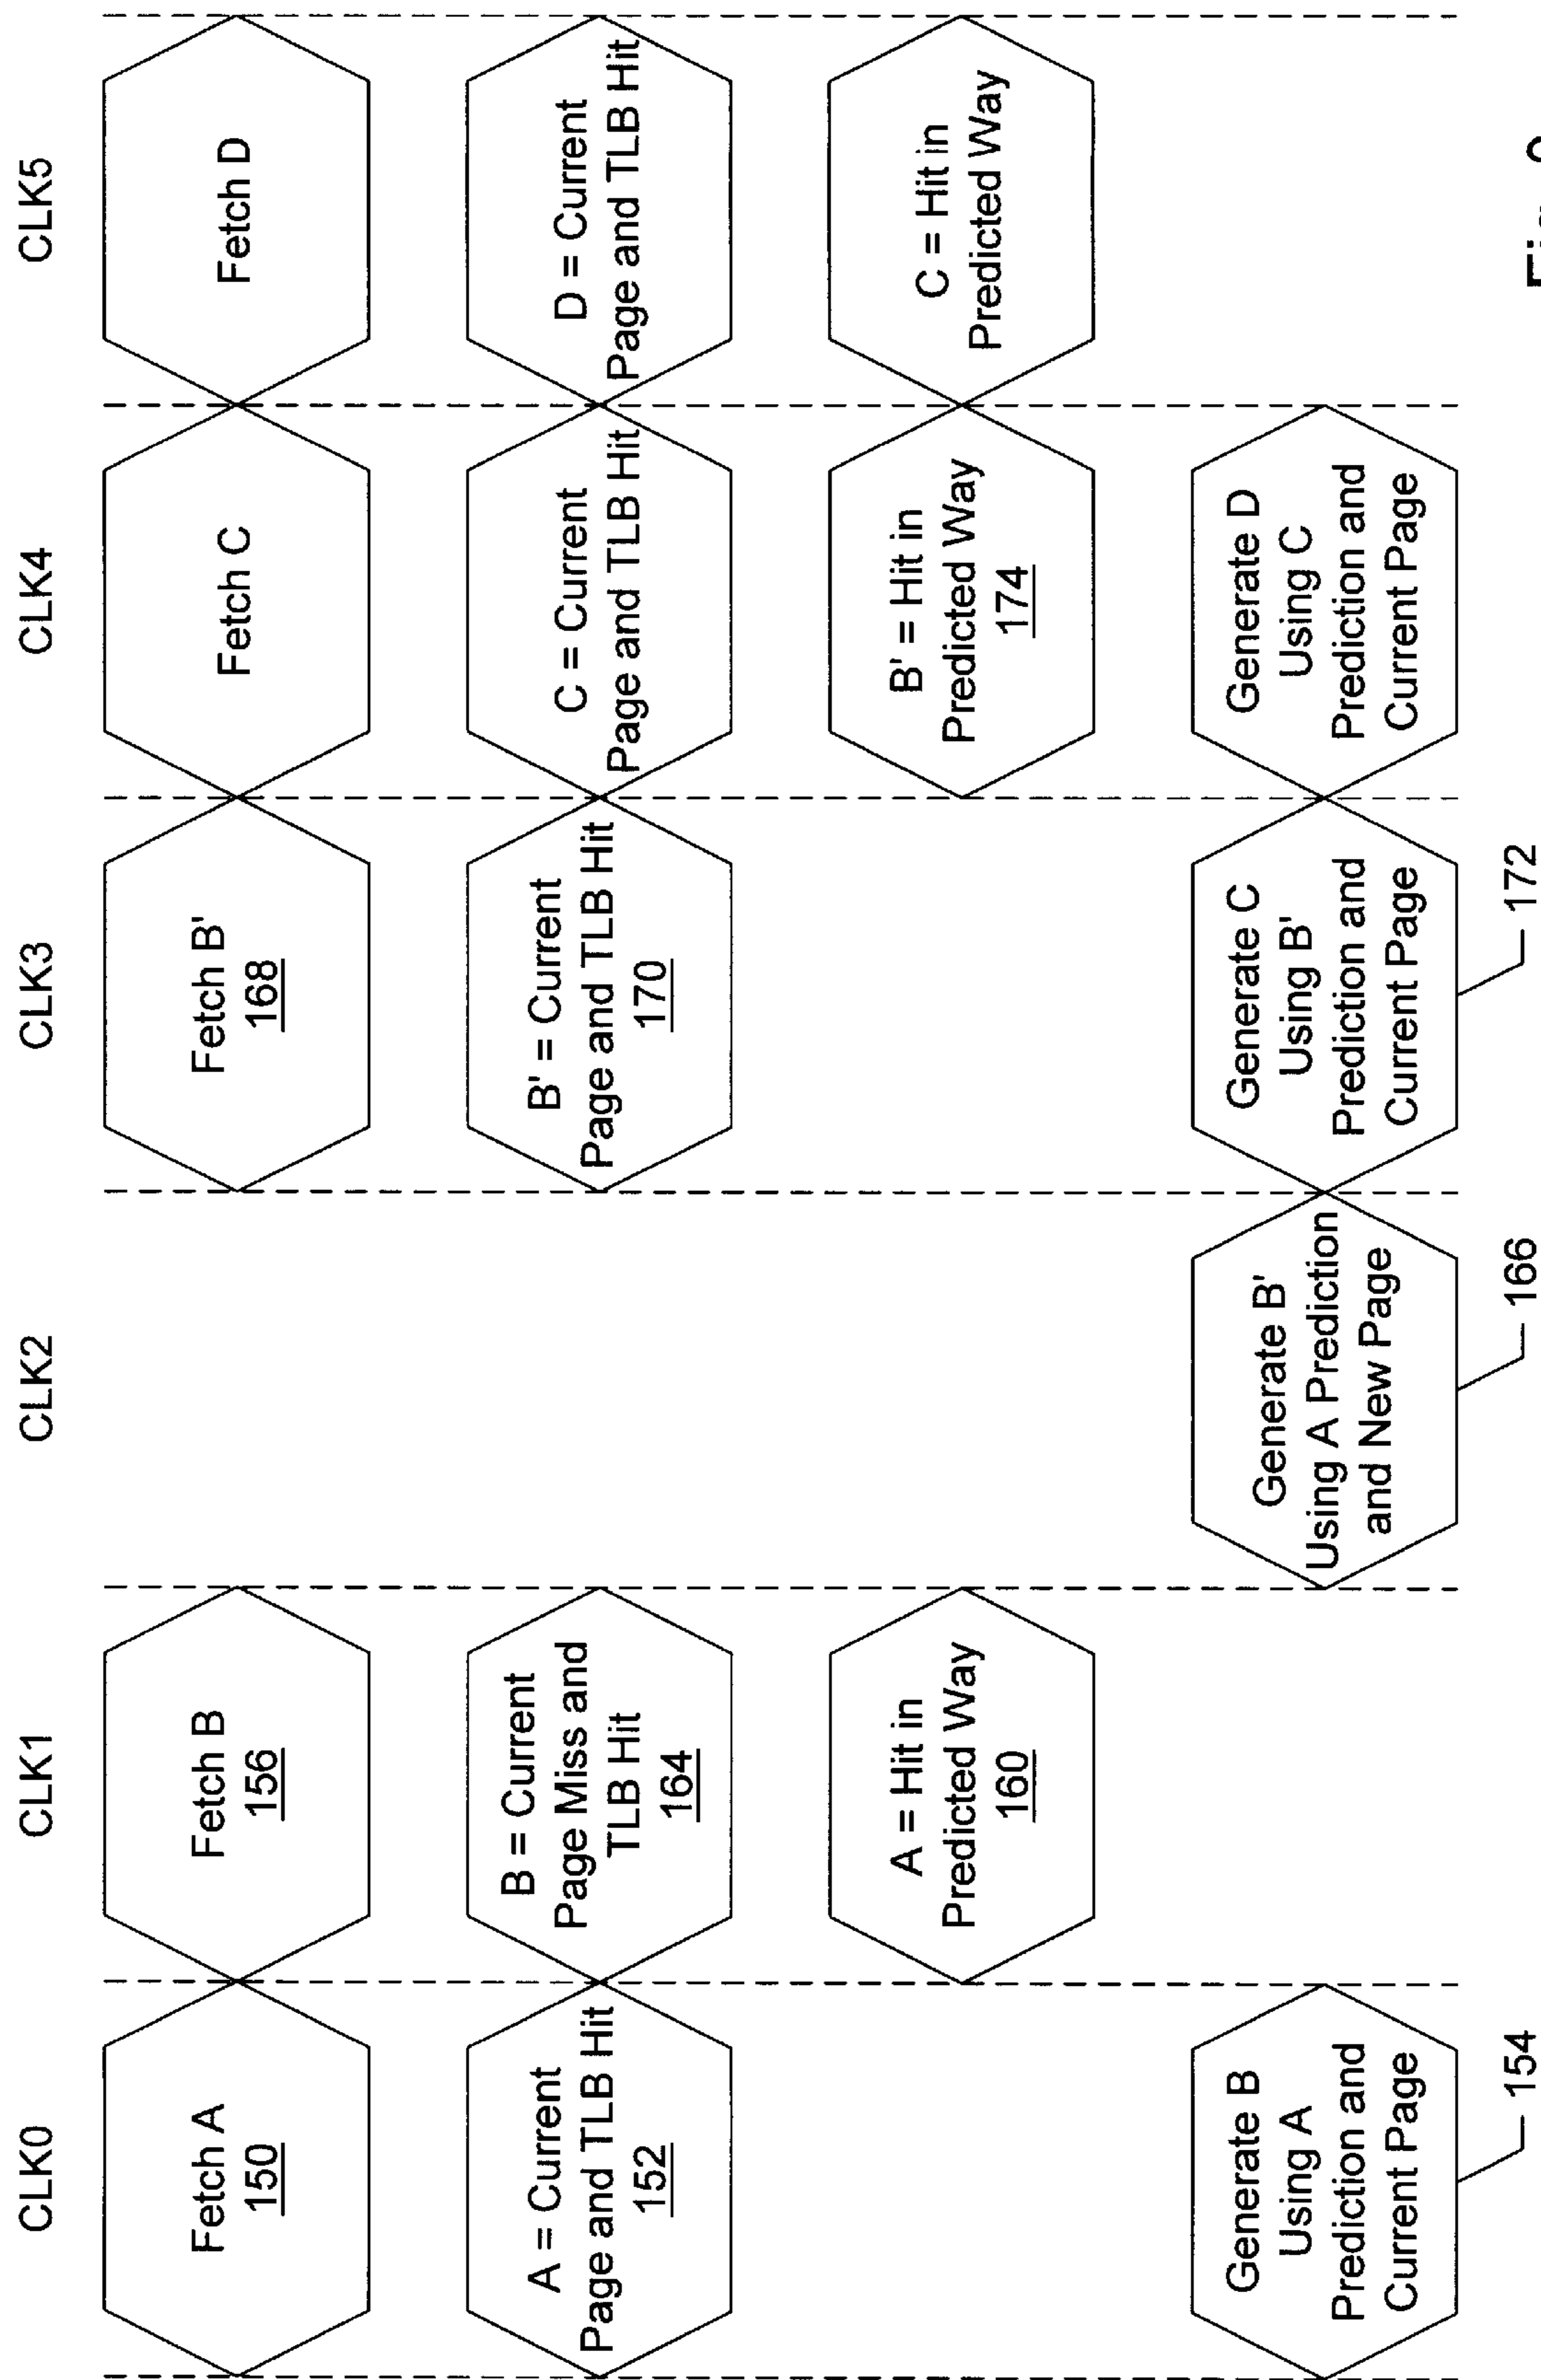 CLK0
CLK1
CLK2
CLK3
CLK4
CLK5
Fetch A
150
Fetch B
156
Fetch B'
168
Fetch C
Fetch D
A = Current
Page and TLB Hit
152
B = Current
Page Miss and
TLB Hit
164
B' = Current
Page and TLB Hit
170
C = Current
Page and TLB Hit
D = Current
Page and TLB Hit
A = Hit in
Predicted Way
160
B' = Hit in
Predicted Way
174
C = Hit in
Predicted Way
Generate B
Using A
Prediction and
Current Page
154
Generate B'
Using A Prediction
and New Page
166
Generate C
Using B'
Prediction and
Current Page
172
Generate D
Using C
Prediction and
Current Page
Fig.